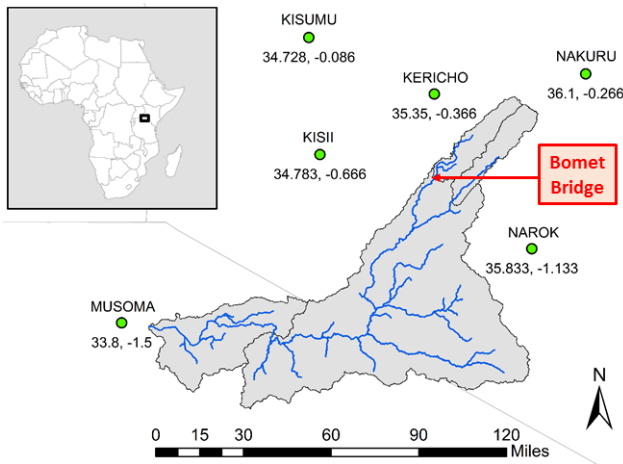 KISUMU
34.728, -0.086
NAKURU
36.1, -0.266
KERICHO
35.35, -0.366
KISII
34.783, -0.666
Bomet
Bridge
NAROK
35.833, -1.133
MUSOMA
33.8, -1.5
N
0 15 30 60 90 120
Miles